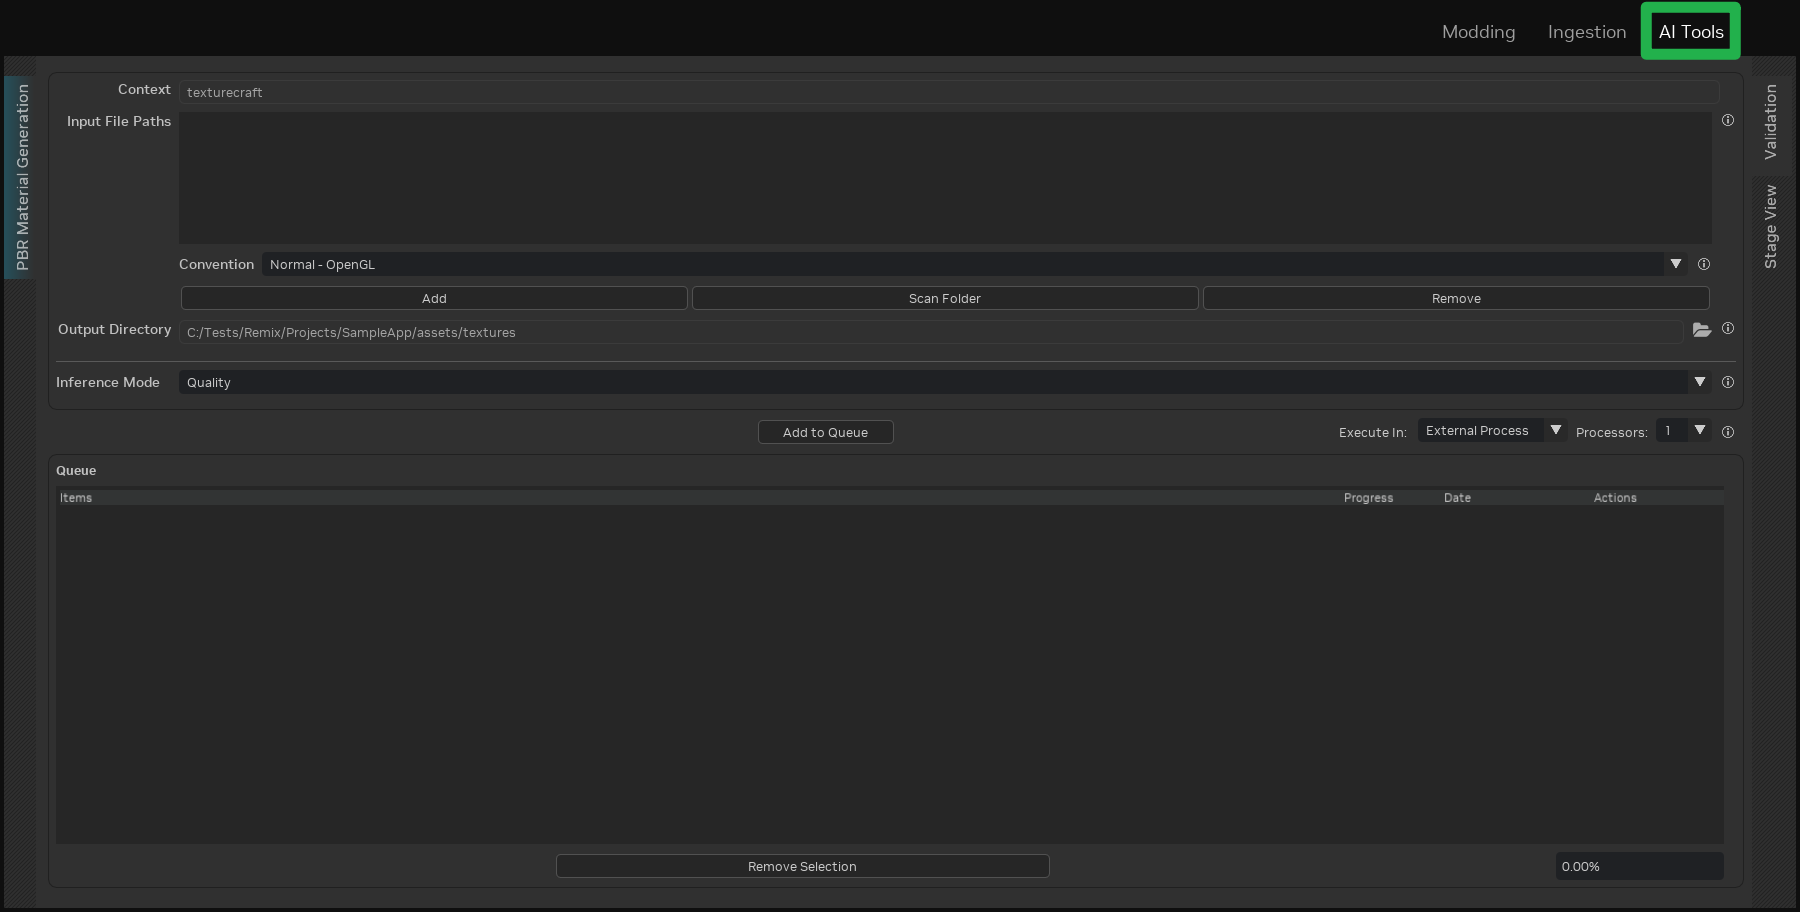 Modding Ingestion AI Tools
PBR Material Generation
Validation
Stage View
Context texturecraft
Input File Paths
Convention Normal - OpenGL
Add Scan Folder Remove
Output Directory C:/Tests/Remix/Projects/SampleApp/assets/textures
Inference Mode Quality
Add to Queue Execute In: External Process Processors: 1
Queue
Items Progress Date Actions
Remove Selection 0.00%